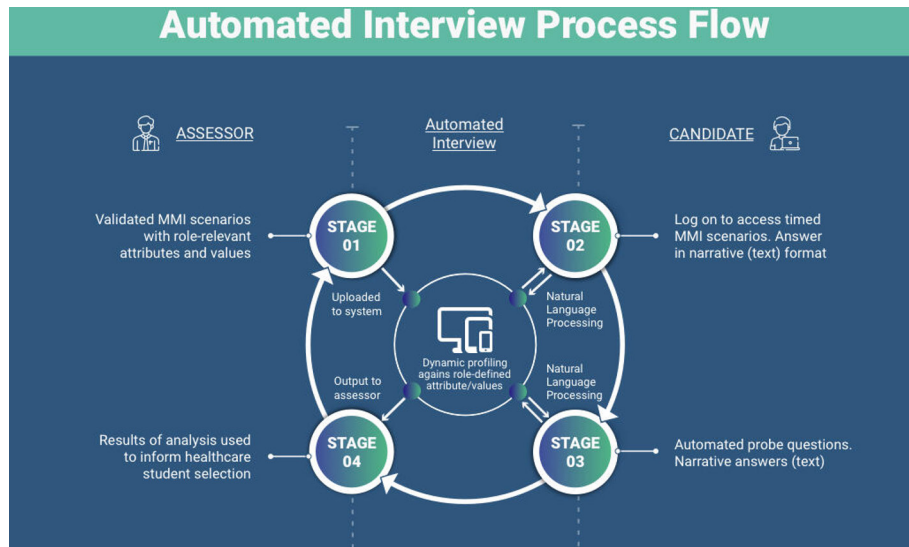 Automated Interview Process Flow
ASSESSOR
Automated
Interview
CANDIDATE
Validated MMI scenarios
with role-relevant
attributes and values
STAGE
01
STAGE
02
Log on to access timed
MMI scenarios. Answer
in narrative (text) format
Uploaded
to system
Natural
Language
Processing
Dynamic profiling
agains role-defined
attribute/values
Output to
assessor
Natural
Language
Processing
Results of analysis used
to inform healthcare
student selection
STAGE
04
STAGE
03
Automated probe questions.
Narrative answers (text)